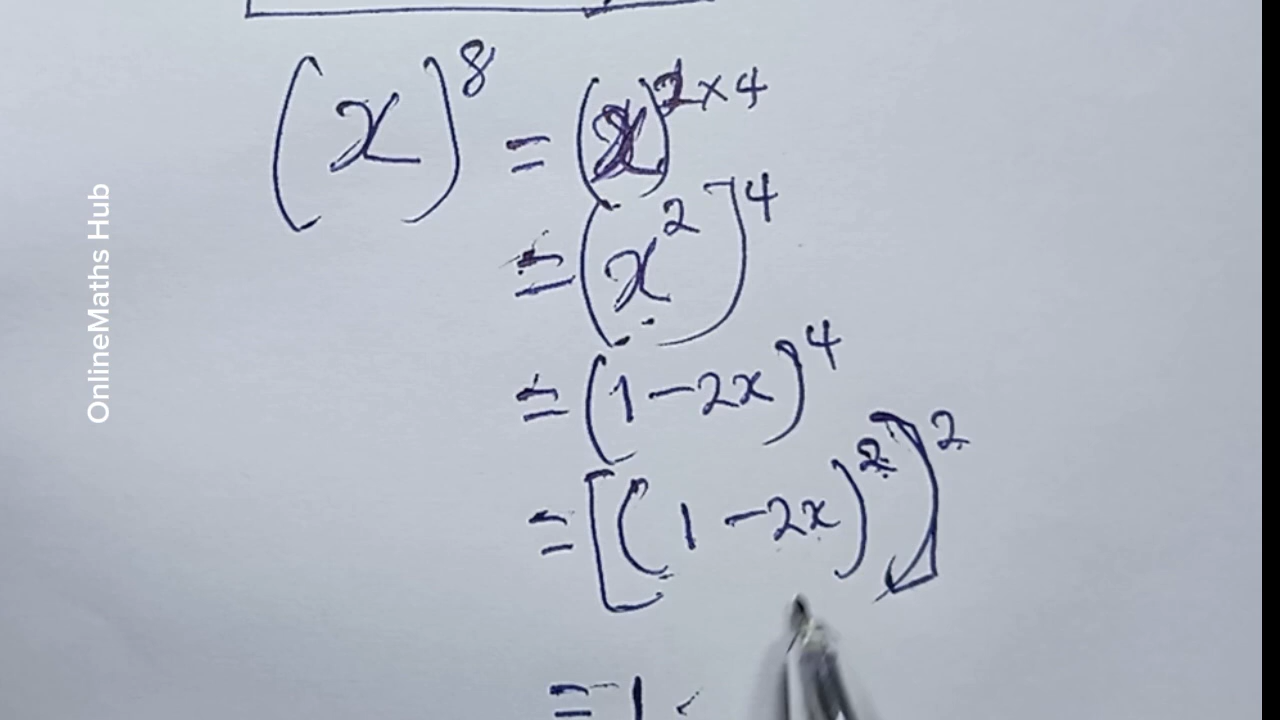 (x)^8 = (x)^{2×4}
= (x^2)^4
= (1-2x)^4
= [(1-2x)^2]^2
= 1
OnlineMaths Hub